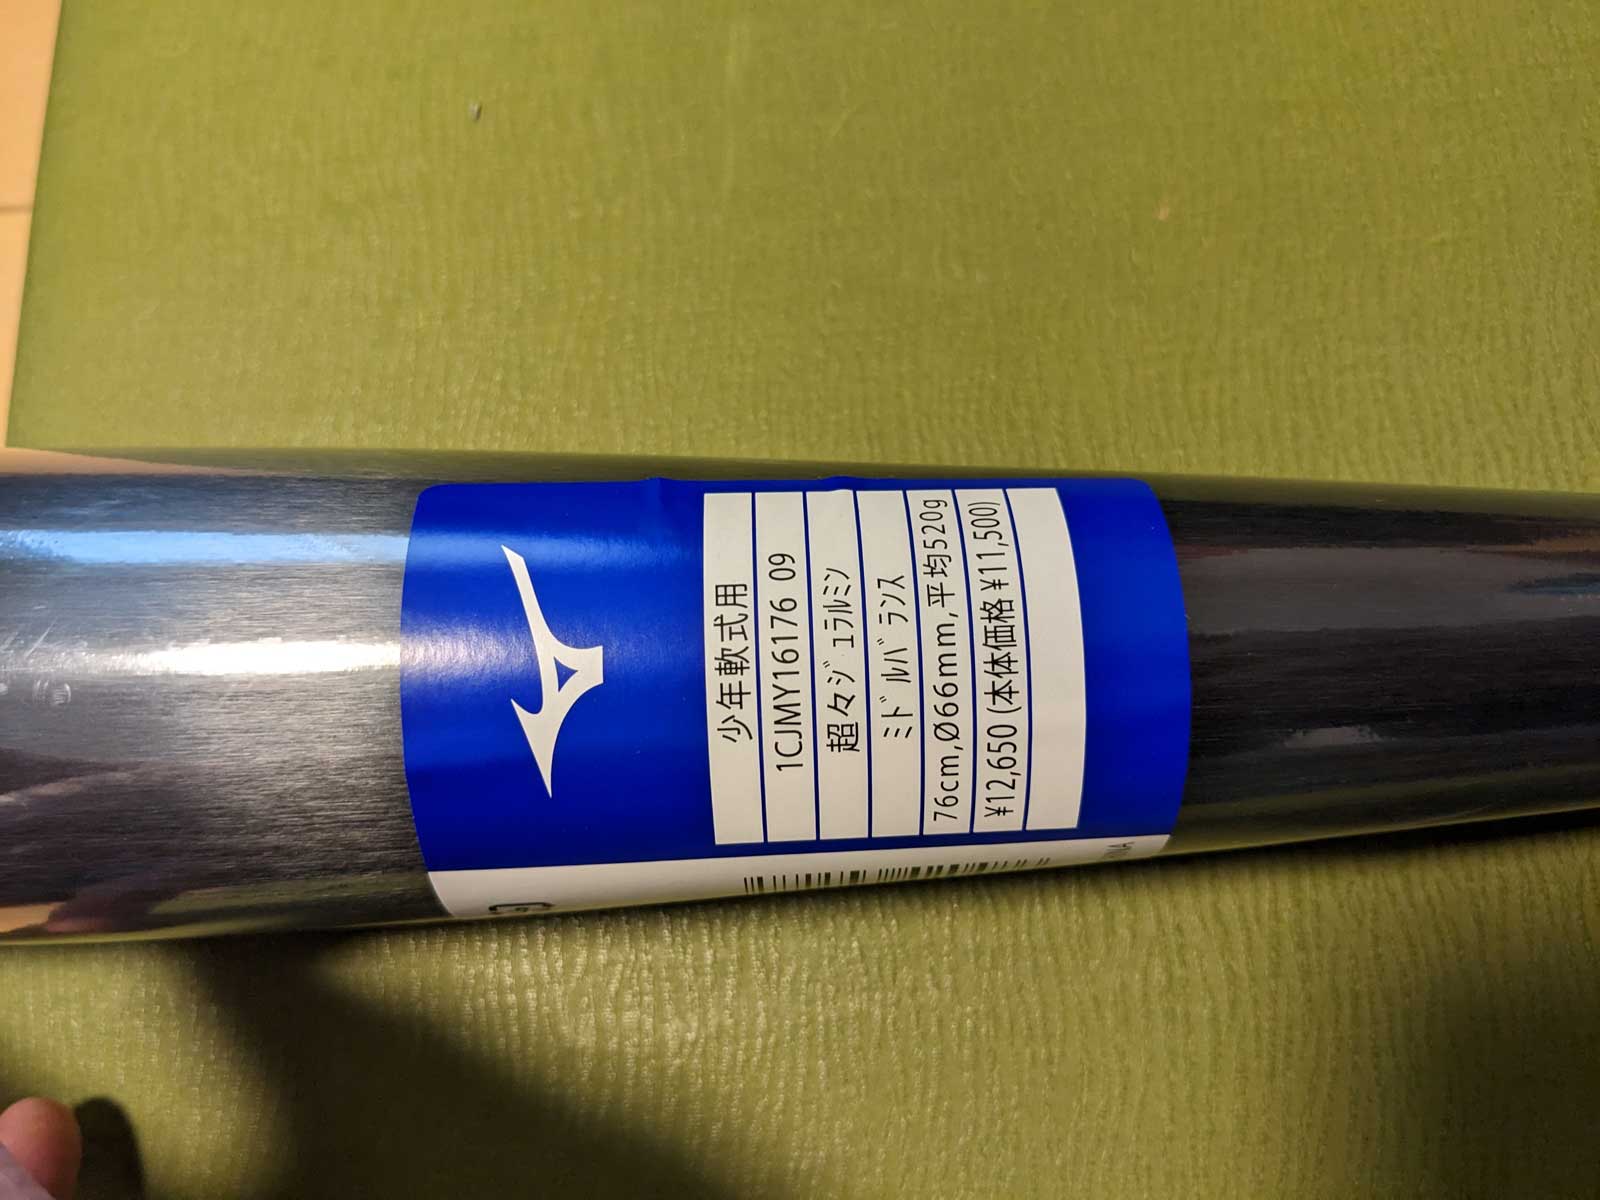 少年軟式用
1CJMY16176 09
超々ｼﾞｭﾗﾙﾐﾝ
ﾐﾄﾞﾙﾊﾞﾗﾝｽ
76cm,Ø66mm,平均520g
¥12,650 (本体価格 ¥11,500)